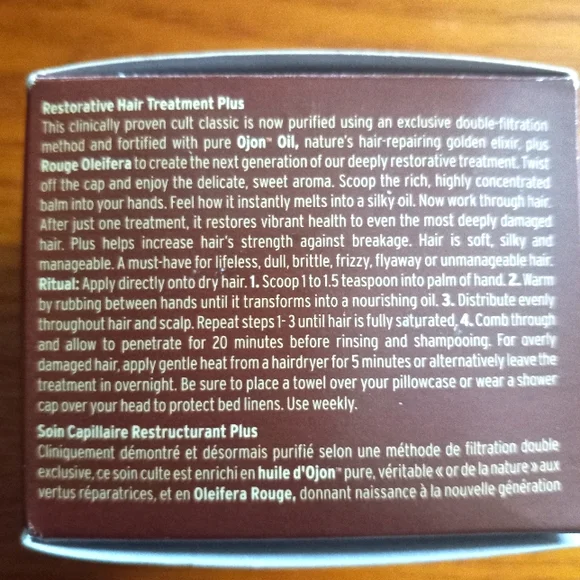 Restorative Hair Treatment Plus
This clinically proven cult classic is now purified using an exclusive double-filtration
method and fortified with pure Ojon™ Oil, nature's hair-repairing golden elixir, plus
Rouge Oleifera to create the next generation of our deeply restorative treatment. Twist
off the cap and enjoy the delicate, sweet aroma. Scoop the rich, highly concentrated
balm into your hands. Feel how it instantly melts into a silky oil. Now work through hair.
After just one treatment, it restores vibrant health to even the most deeply damaged
hair. Plus helps increase hair's strength against breakage. Hair is soft, silky and
manageable. A must-have for lifeless, dull, brittle, frizzy, flyaway or unmanageable hair.
Ritual: Apply directly onto dry hair. 1. Scoop 1 to 1.5 teaspoon into palm of hand. 2. Warm
by rubbing between hands until it transforms into a nourishing oil. 3. Distribute evenly
throughout hair and scalp. Repeat steps 1-3 until hair is fully saturated. 4. Comb through
and allow to penetrate for 20 minutes before rinsing and shampooing. For overly
damaged hair, apply gentle heat from a hairdryer for 5 minutes or alternatively leave the
treatment in overnight. Be sure to place a towel over your pillowcase or wear a shower
cap over your head to protect bed linens. Use weekly.
Soin Capillaire Restructurant Plus
Cliniquement démontré et désormais purifié selon une méthode de filtration double
exclusive, ce soin culte est enrichi en huile d'Ojon™ pure, véritable « or de la nature » aux
vertus réparatrices, et en Oleifera Rouge, donnant naissance à la nouvelle génération